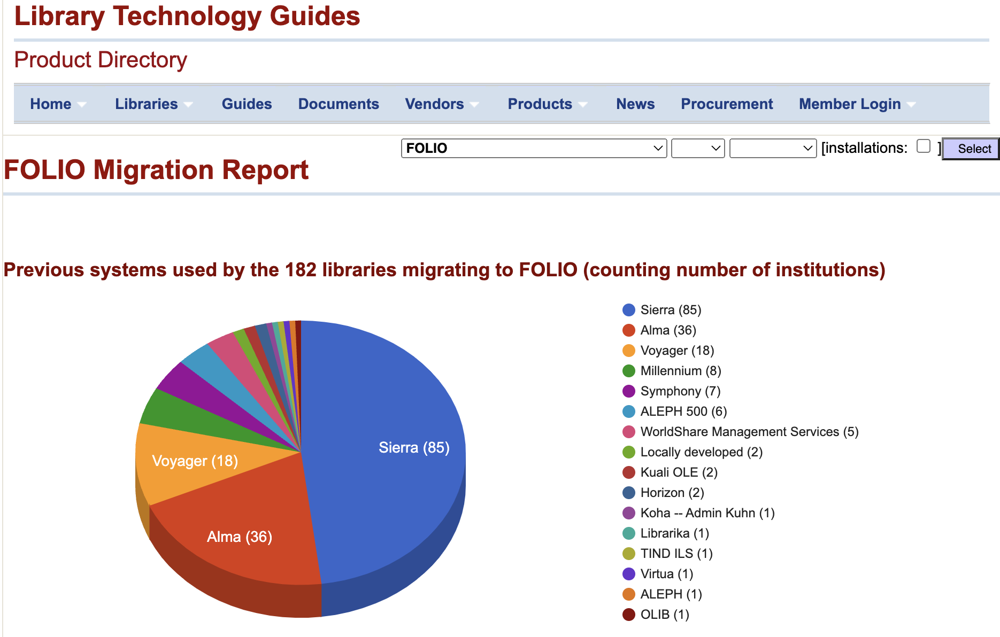 Library Technology Guides
Product Directory
Home Libraries Guides Documents Vendors Products News Procurement Member Login
FOLIO [installations: ] Select
FOLIO Migration Report
Previous systems used by the 182 libraries migrating to FOLIO (counting number of institutions)
Sierra (85)
Voyager (18)
Alma (36)
Sierra (85)
Alma (36)
Voyager (18)
Millennium (8)
Symphony (7)
ALEPH 500 (6)
WorldShare Management Services (5)
Locally developed (2)
Kuali OLE (2)
Horizon (2)
Koha -- Admin Kuhn (1)
Librarika (1)
TIND ILS (1)
Virtua (1)
ALEPH (1)
OLIB (1)